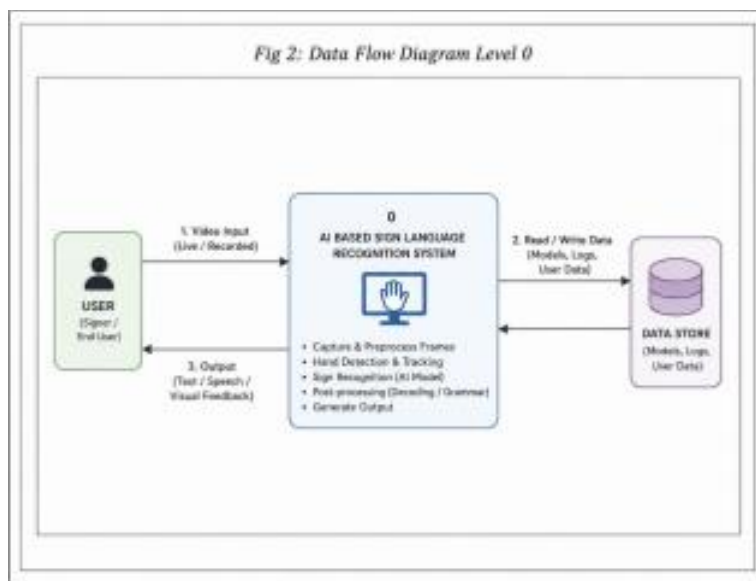 Fig 2: Data Flow Diagram Level 0
0
AI BASED SIGN LANGUAGE
RECOGNITION SYSTEM
1. Video Input
(Live / Recorded)
2. Read / Write Data
(Models, Logs,
User Data)
USER
(Signer /
End User)
DATA STORE
(Models, Logs,
User Data)
3. Output
(Text / Speech /
Visual Feedback)
• Capture & Preprocess Frames
• Hand Detection & Tracking
• Sign Recognition (AI Model)
• Post-processing (Decoding / Grammar)
• Generate Output